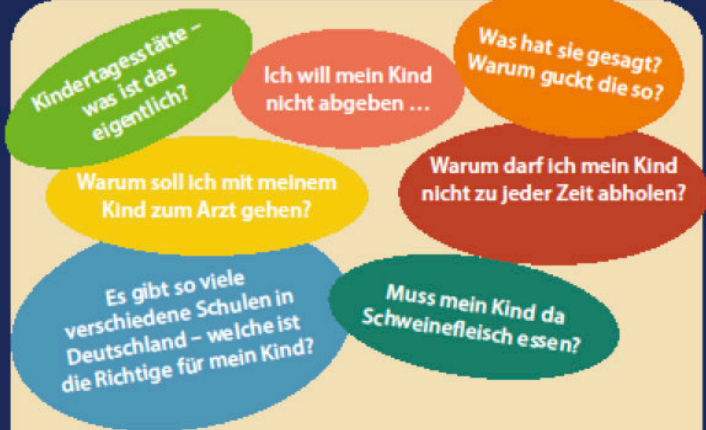 Kindertagesstätte –
was ist das
eigentlich?
Ich will mein Kind
nicht abgeben ...
Was hat sie gesagt?
Warum guckt die so?
Warum soll ich mit meinem
Kind zum Arzt gehen?
Warum darf ich mein Kind
nicht zu jeder Zeit abholen?
Es gibt so viele
verschiedene Schulen in
Deutschland – welche ist
die Richtige für mein Kind?
Muss mein Kind da
Schweinefleisch essen?